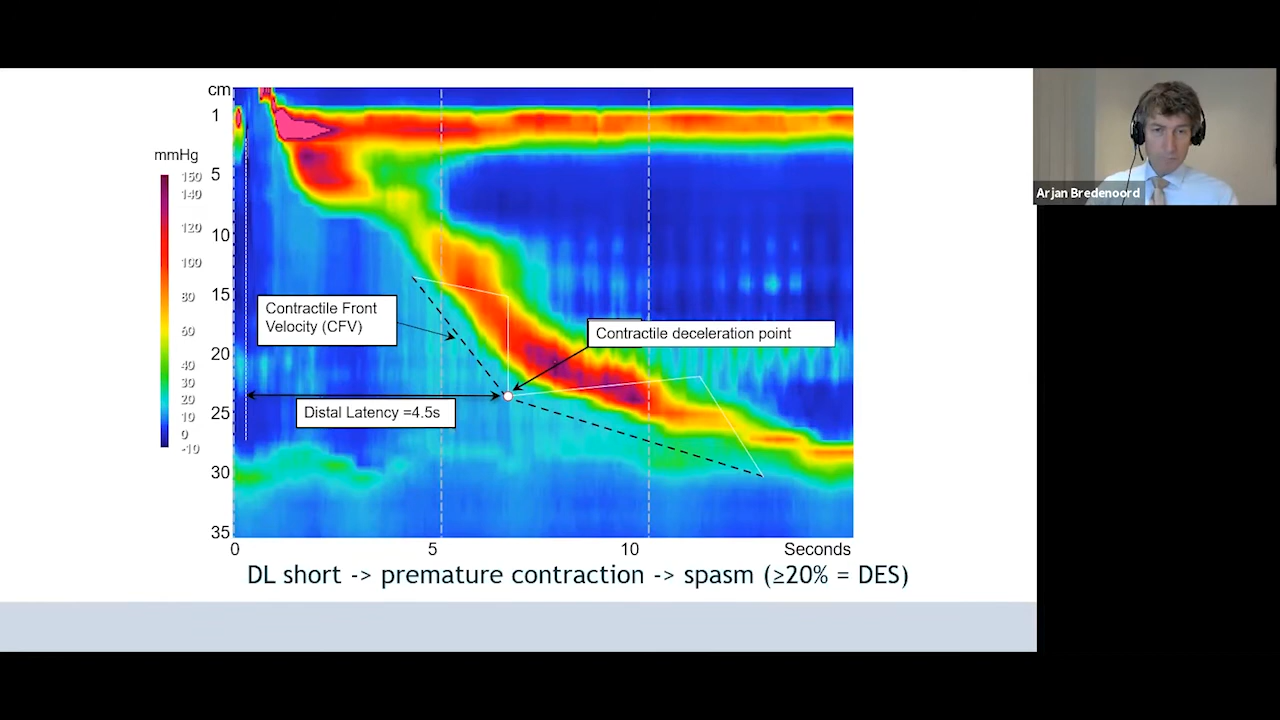 cm
1
5
10
15
20
25
30
35
mmHg
150
140
120
100
80
60
40
30
20
10
0
-10
Contractile Front
Velocity (CFV)
Contractile deceleration point
Distal Latency =4.5s
0
5
10
Seconds
DL short -> premature contraction -> spasm (≥20% = DES)
Arjan Bredenoord